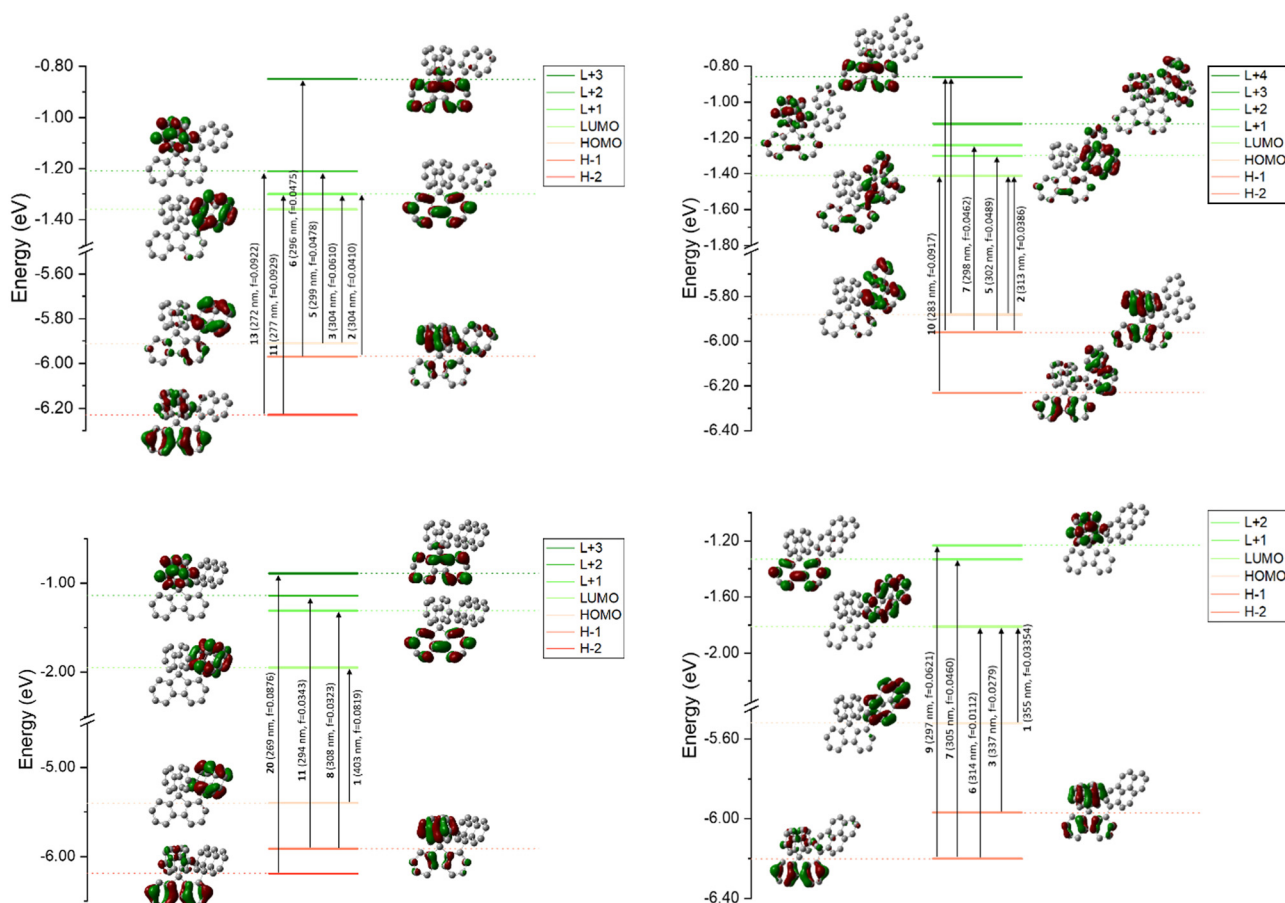 Energy (eV)
-0.80
-1.00
-1.20
-1.40
-5.60
-5.80
-6.00
-6.20
13 (272 nm, f=0.0922)
11 (277 nm, f=0.0929)
6 (296 nm, f=0.0475)
5 (299 nm, f=0.0478)
3 (304 nm, f=0.0610)
2 (304 nm, f=0.0410)
L+3
L+2
L+1
LUMO
HOMO
H-1
H-2
Energy (eV)
-0.80
-1.00
-1.20
-1.40
-1.60
-1.80
-5.80
-6.00
-6.20
-6.40
10 (283 nm, f=0.0917)
7 (298 nm, f=0.0462)
5 (302 nm, f=0.0489)
2 (313 nm, f=0.0386)
L+4
L+3
L+2
L+1
LUMO
HOMO
H-1
H-2
Energy (eV)
-1.00
-2.00
-5.00
-6.00
20 (269 nm, f=0.0876)
11 (294 nm, f=0.0343)
8 (308 nm, f=0.0323)
1 (403 nm, f=0.0819)
L+3
L+2
L+1
LUMO
HOMO
H-1
H-2
Energy (eV)
-1.20
-1.60
-2.00
-5.60
-6.00
-6.40
9 (297 nm, f=0.0621)
7 (305 nm, f=0.0460)
6 (314 nm, f=0.0112)
3 (337 nm, f=0.0279)
1 (355 nm, f=0.03354)
L+2
L+1
LUMO
HOMO
H-1
H-2